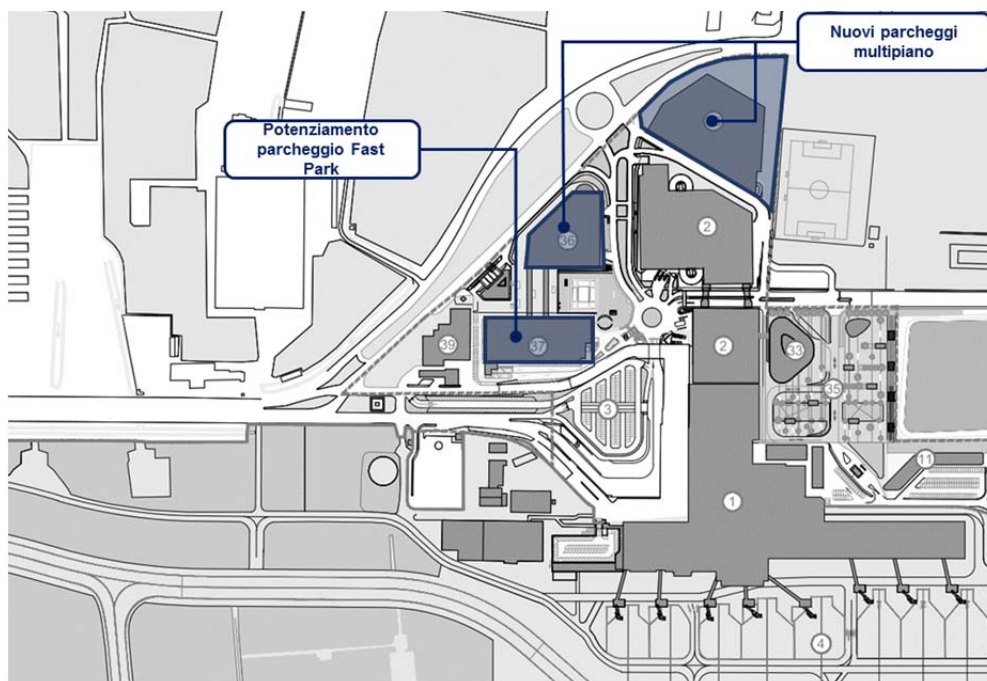 Nuovi parcheggi
multipiano
Potenziamento
parcheggio Fast
Park
2
36
39
37
2
33
35
3
11
1
4